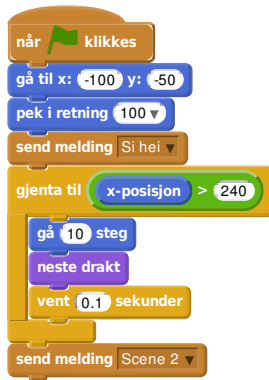 når klikkes
gå til x: -100 y: -50
pek i retning 100
send melding Si hei
gjenta til x-posisjon > 240
gå 10 steg
neste drakt
vent 0.1 sekunder
send melding Scene 2